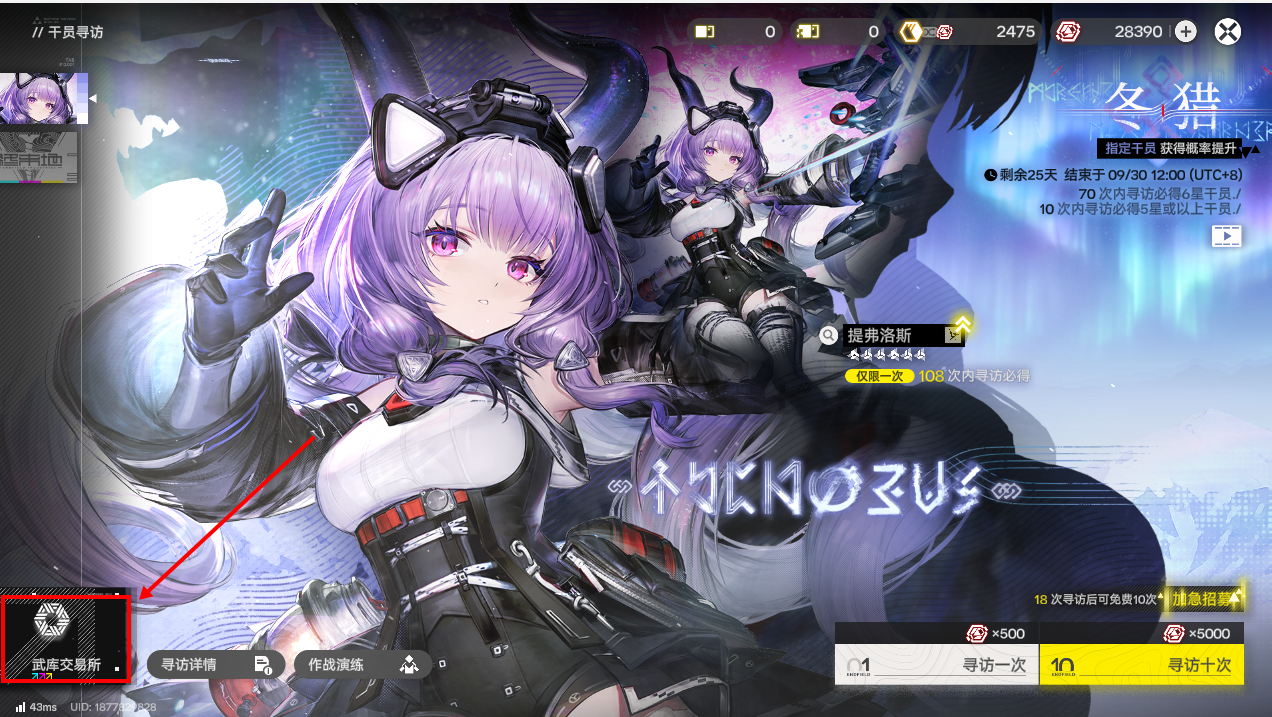 // 干员寻访
0
0
2475
28390
冬猎
指定干员 获得概率提升
剩余25天 结束于 09/30 12:00 (UTC+8)
70 次内寻访必得6星干员./
10 次内寻访必得5星或以上干员./
提弗洛斯
仅限一次 108 次内寻访必得
18 次寻访后可免费10次
加急招募
×500
×5000
01
ENDFIELD
寻访一次
10
ENDFIELD
寻访十次
武库交易所
寻访详情
作战演练
43ms